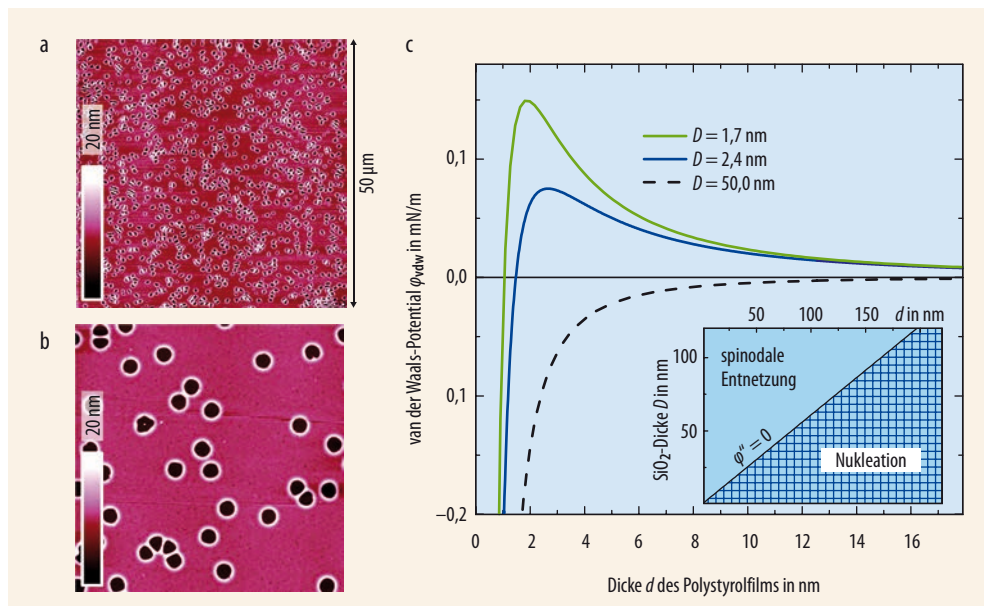 a
20 nm
50 µm
b
20 nm
c
van der Waals-Potential φvdw in mN/m
0,1
0,0
0,1
–0,2
D = 1,7 nm
D = 2,4 nm
D = 50,0 nm
50 100 150 d in nm
SiO₂-Dicke D in nm
100
50
spinodale
Entnetzung
φ″ = 0
Nukleation
0 2 4 6 8 10 12 14 16
Dicke d des Polystyrolfilms in nm